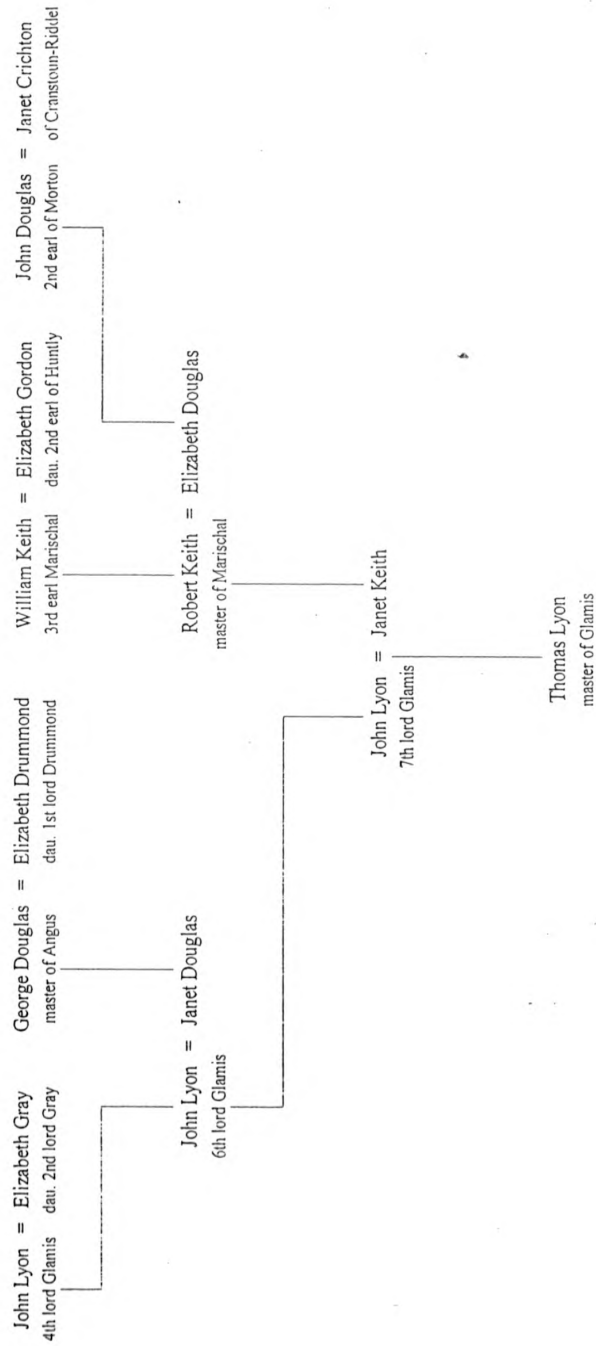 John Lyon = Elizabeth Gray George Douglas = Elizabeth Drummond William Keith = Elizabeth Gordon John Douglas = Janet Crichton
4th lord Glamis dau. 2nd lord Gray master of Angus dau. 1st lord Drummond 3rd earl Marischal dau. 2nd earl of Huntly 2nd earl of Morton of Cranstoun-Riddel
John Lyon = Janet Douglas Robert Keith = Elizabeth Douglas
6th lord Glamis master of Marischal
John Lyon = Janet Keith
7th lord Glamis
Thomas Lyon
master of Glamis